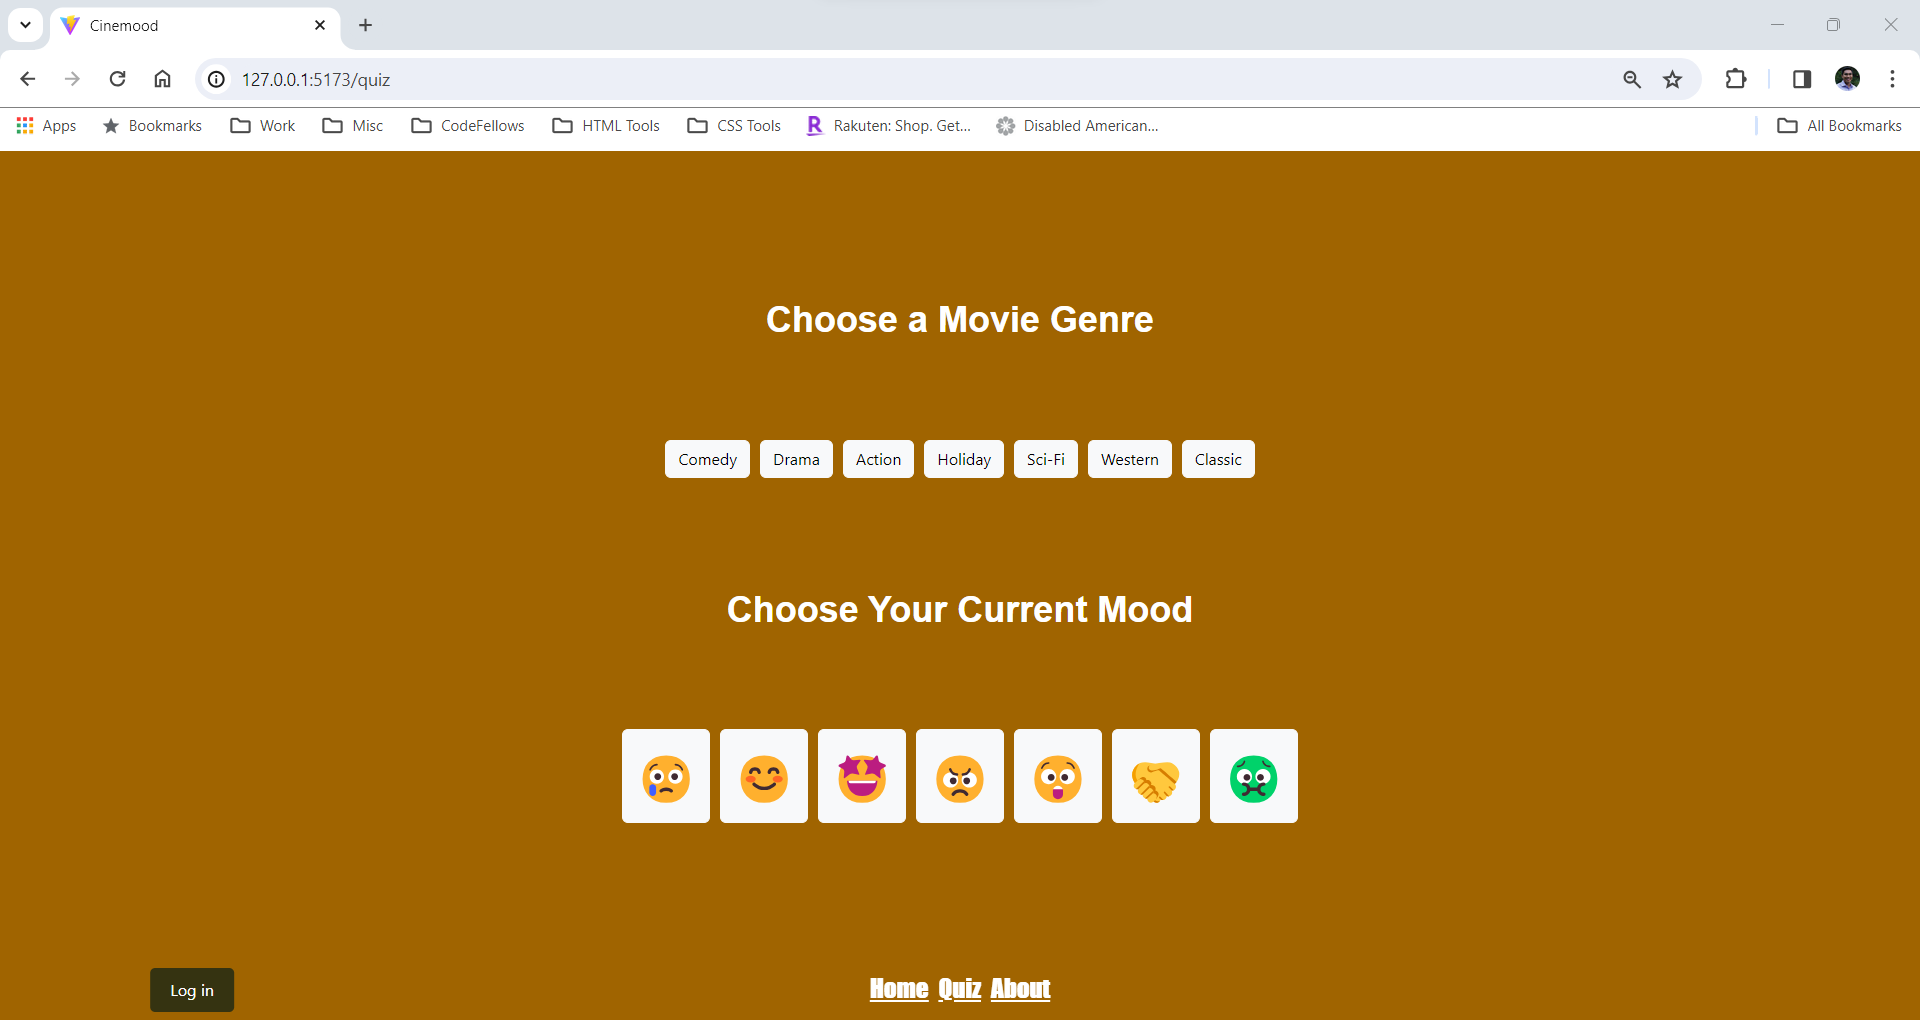 Cinemood
127.0.0.1:5173/quiz
Apps Bookmarks Work Misc CodeFellows HTML Tools CSS Tools Rakuten: Shop. Get... Disabled American... All Bookmarks
Choose a Movie Genre
Comedy Drama Action Holiday Sci-Fi Western Classic
Choose Your Current Mood
Log in Home Quiz About